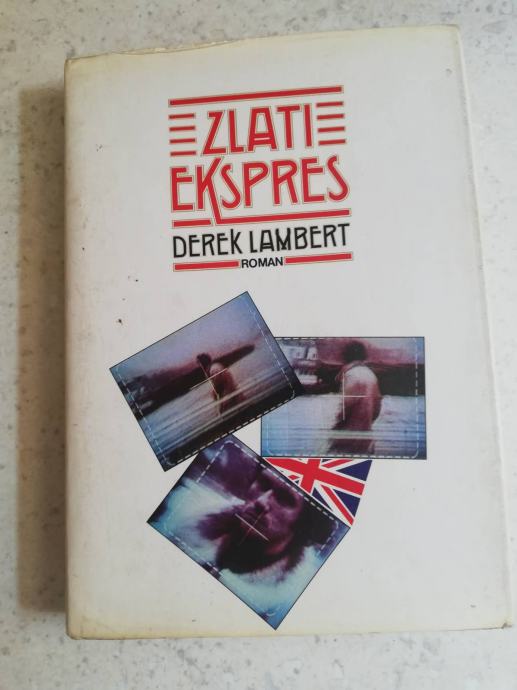 ZLATI
EKSPRES
DEREK LAMBERT
ROMAN